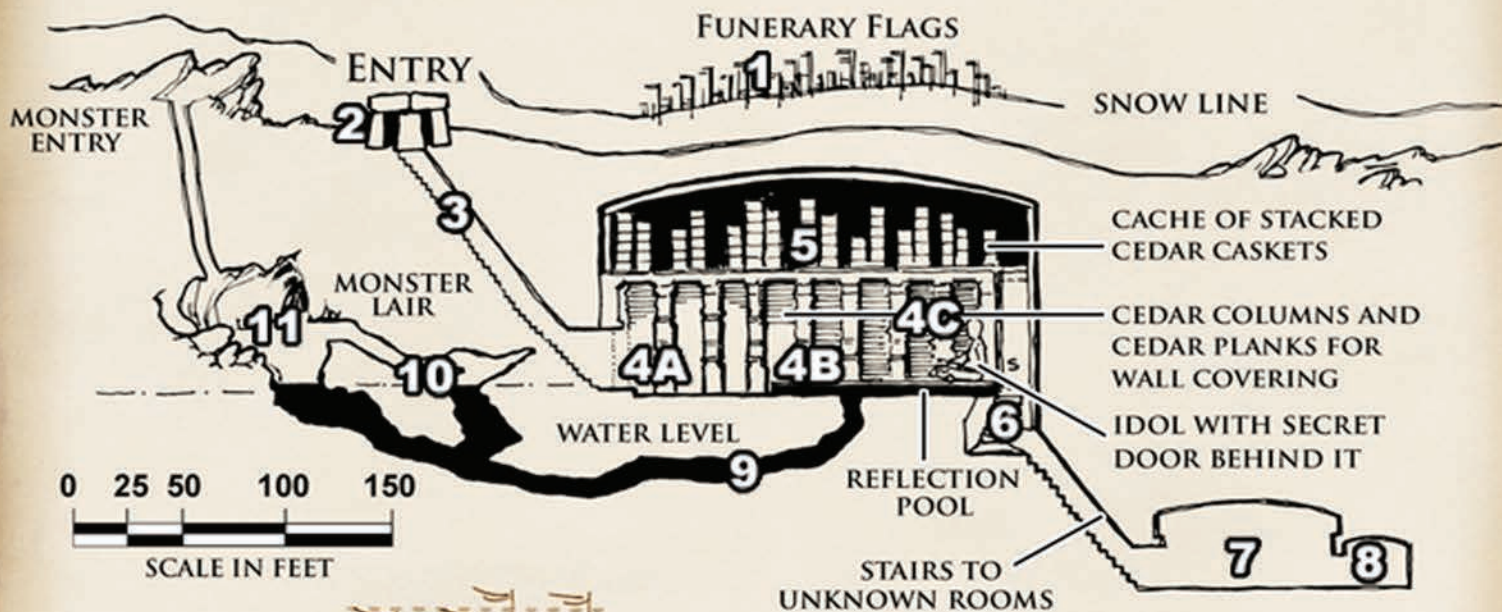 FUNERARY FLAGS
1
ENTRY
MONSTER
ENTRY
2
SNOW LINE
3
CACHE OF STACKED
CEDAR CASKETS
5
MONSTER
LAIR
11
4A
4B
4C
CEDAR COLUMNS AND
CEDAR PLANKS FOR
WALL COVERING
S
10
6
IDOL WITH SECRET
DOOR BEHIND IT
WATER LEVEL
9
REFLECTION
POOL
0 25 50 100 150
SCALE IN FEET
7
8
STAIRS TO
UNKNOWN ROOMS